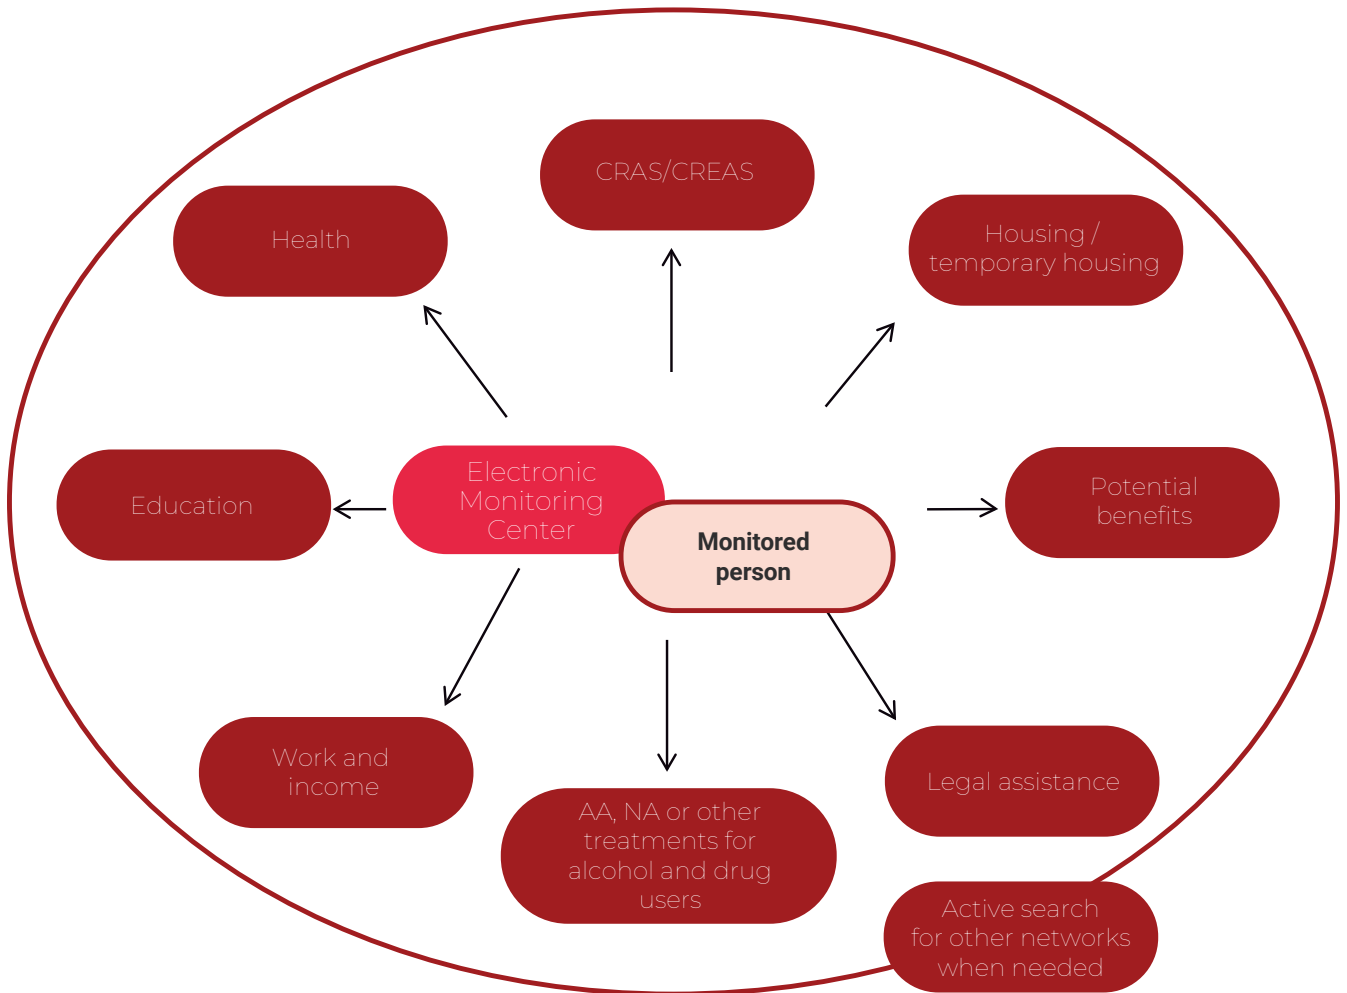 CRAS/CREAS
Health
Housing /
temporary housing
Electronic
Monitoring
Center
Education
Potential
benefits
Monitored
person
Work and
income
Legal assistance
AA, NA or other
treatments for
alcohol and drug
users
Active search
for other networks
when needed